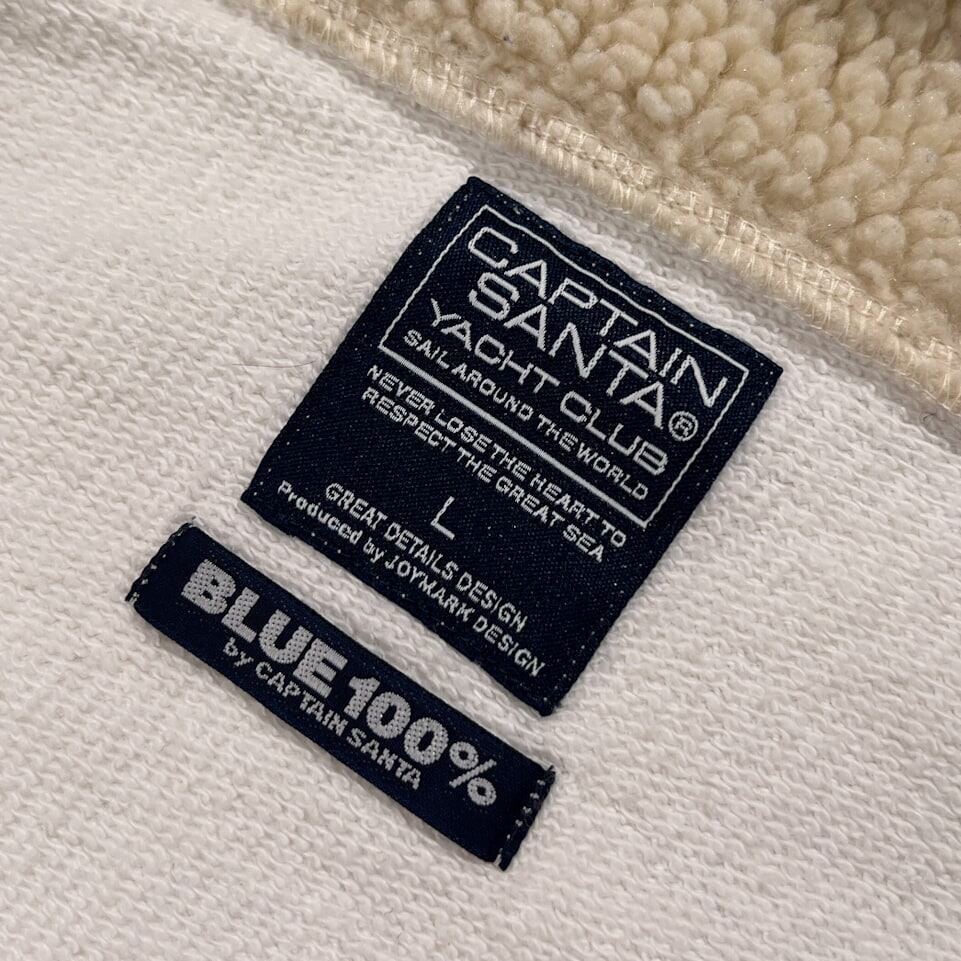 CAPTAIN
SANTA®
YACHT CLUB
SAIL AROUND THE WORLD
NEVER LOSE THE HEART TO
RESPECT THE GREAT SEA
L
GREAT DETAILS DESIGN
Produced by JOYMARK DESIGN
BLUE 100%
by CAPTAIN SANTA